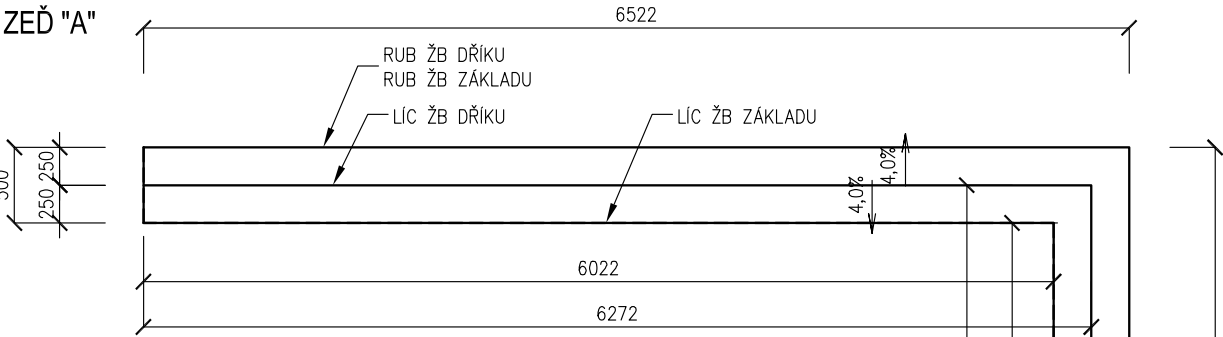 ZEĎ "A"
6522
RUB ŽB DŘÍKU
RUB ŽB ZÁKLADU
LÍC ŽB DŘÍKU
LÍC ŽB ZÁKLADU
250
250
4,0%
4,0%
6022
6272